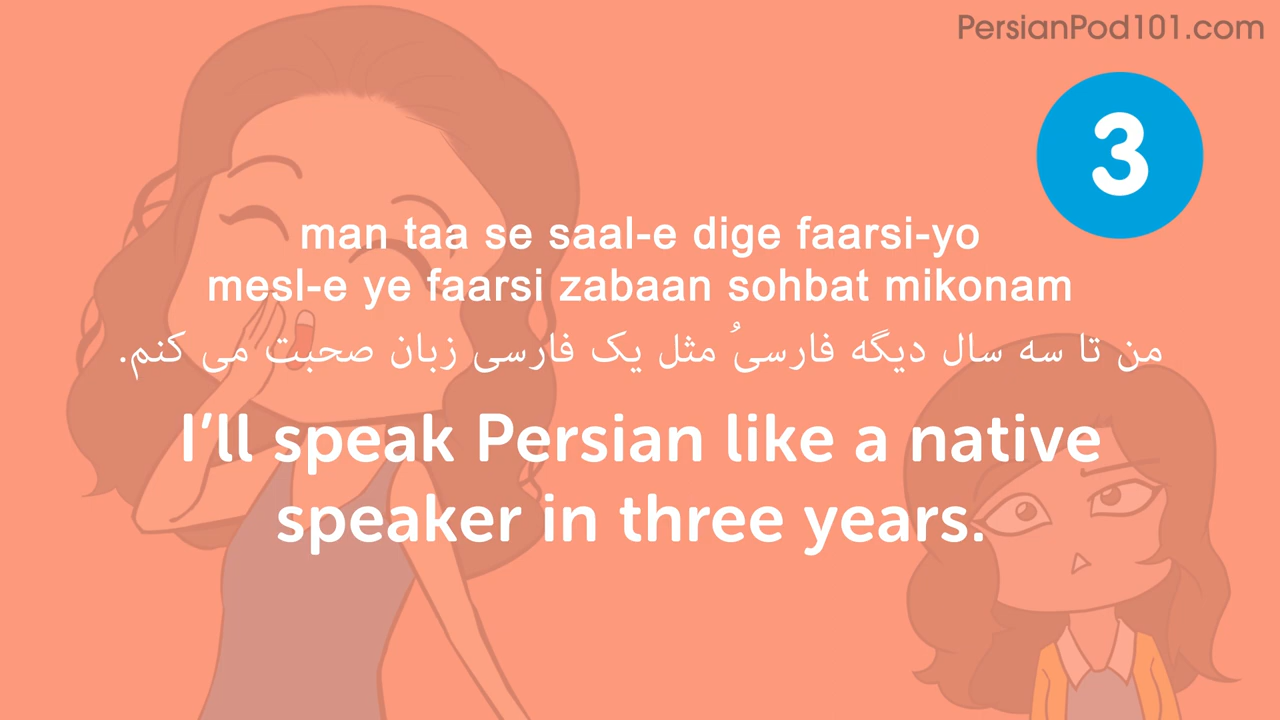 PersianPod101.com
3
man taa se saal-e dige faarsi-yo
mesl-e ye faarsi zabaan sohbat mikonam
من تا سه سال دیگه فارسیُ مثل یک فارسی زبان صحبت می کنم.
I’ll speak Persian like a native
speaker in three years.